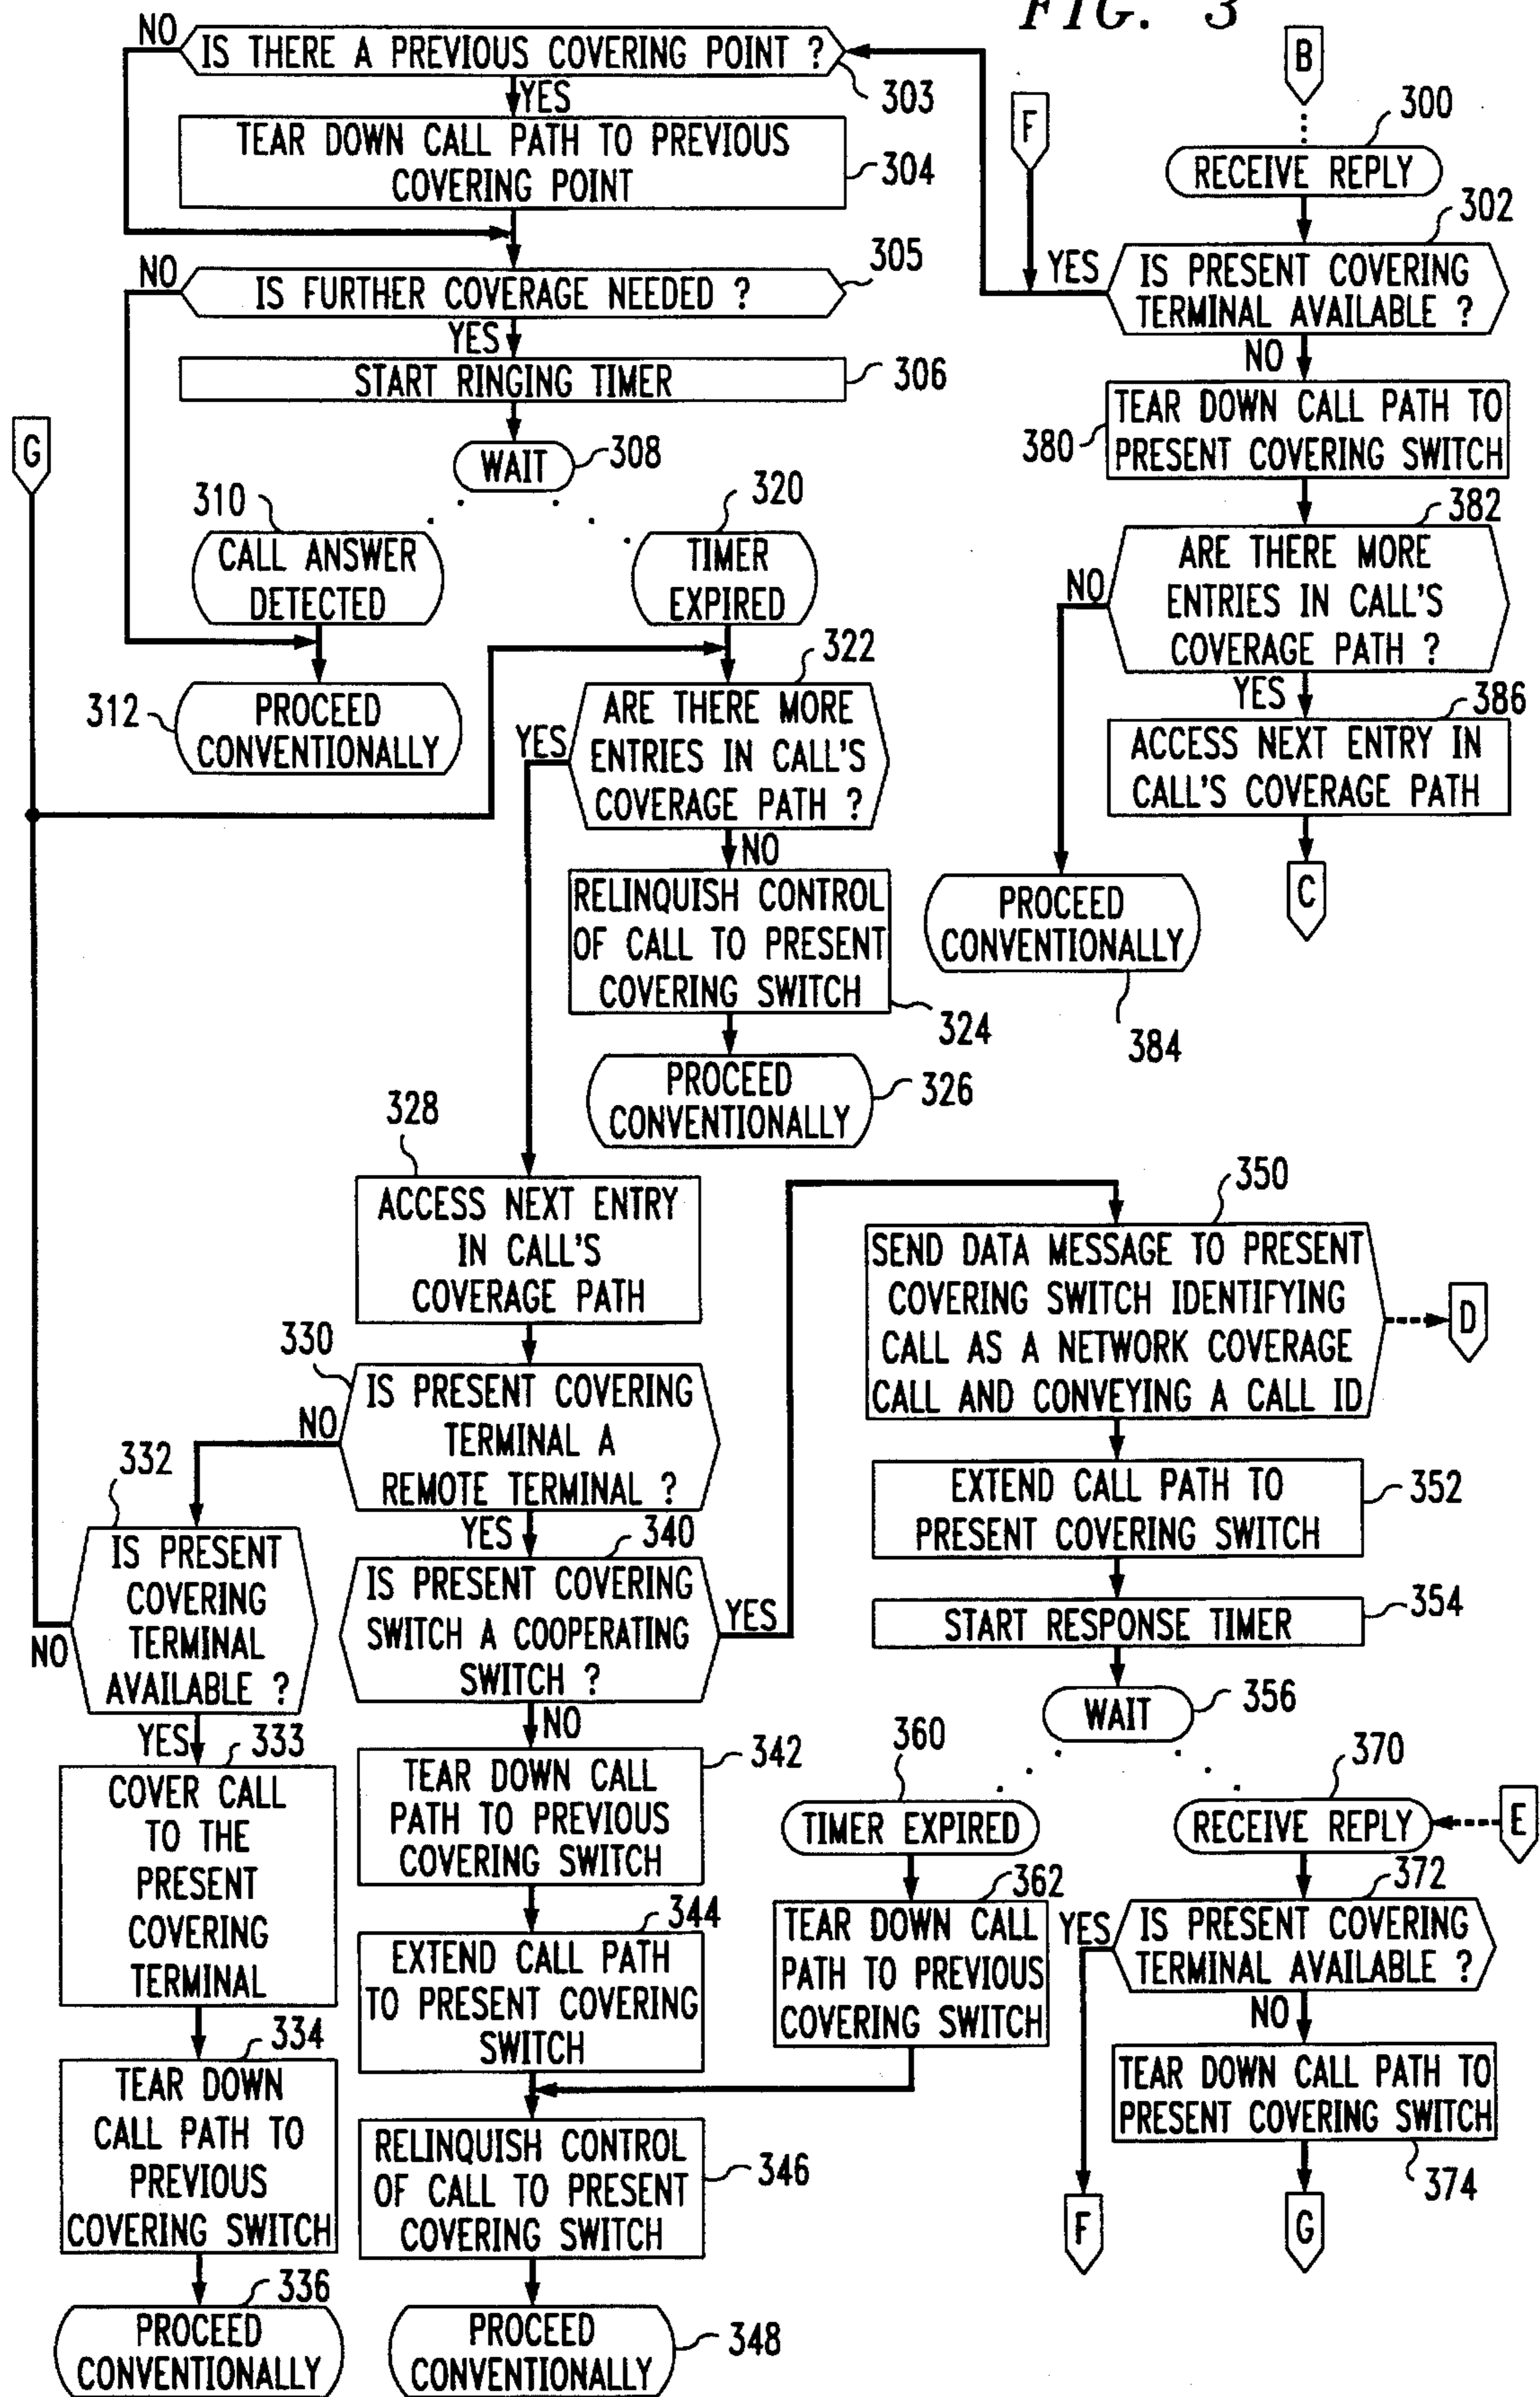 FIG. 3
NO
IS THERE A PREVIOUS COVERING POINT ?
303
YES
TEAR DOWN CALL PATH TO PREVIOUS
COVERING POINT
304
NO
305
IS FURTHER COVERAGE NEEDED ?
YES
START RINGING TIMER
306
WAIT
308
G
310
CALL ANSWER
DETECTED
312
PROCEED
CONVENTIONALLY
320
TIMER
EXPIRED
322
ARE THERE MORE
ENTRIES IN CALL'S
COVERAGE PATH ?
YES
NO
RELINQUISH CONTROL
OF CALL TO PRESENT
COVERING SWITCH
324
PROCEED
CONVENTIONALLY
326
B
F
300
RECEIVE REPLY
302
YES
IS PRESENT COVERING
TERMINAL AVAILABLE ?
NO
TEAR DOWN CALL PATH TO
PRESENT COVERING SWITCH
380
382
ARE THERE MORE
ENTRIES IN CALL'S
COVERAGE PATH ?
NO
YES
386
ACCESS NEXT ENTRY IN
CALL'S COVERAGE PATH
C
PROCEED
CONVENTIONALLY
384
328
ACCESS NEXT ENTRY
IN CALL'S
COVERAGE PATH
330
IS PRESENT COVERING
TERMINAL A
REMOTE TERMINAL ?
NO
YES
332
IS PRESENT
COVERING
TERMINAL
AVAILABLE ?
NO
YES
333
COVER CALL
TO THE
PRESENT
COVERING
TERMINAL
334
TEAR DOWN
CALL PATH TO
PREVIOUS
COVERING SWITCH
336
PROCEED
CONVENTIONALLY
340
IS PRESENT COVERING
SWITCH A COOPERATING
SWITCH ?
YES
NO
342
TEAR DOWN CALL
PATH TO PREVIOUS
COVERING SWITCH
344
EXTEND CALL PATH
TO PRESENT COVERING
SWITCH
RELINQUISH CONTROL
OF CALL TO PRESENT
COVERING SWITCH
346
PROCEED
CONVENTIONALLY
348
350
SEND DATA MESSAGE TO PRESENT
COVERING SWITCH IDENTIFYING
CALL AS A NETWORK COVERAGE
CALL AND CONVEYING A CALL ID
D
EXTEND CALL PATH TO
PRESENT COVERING SWITCH
352
START RESPONSE TIMER
354
WAIT
356
360
TIMER EXPIRED
362
TEAR DOWN CALL
PATH TO PREVIOUS
COVERING SWITCH
370
RECEIVE REPLY
E
372
YES
IS PRESENT COVERING
TERMINAL AVAILABLE ?
NO
TEAR DOWN CALL PATH TO
PRESENT COVERING SWITCH
374
F
G